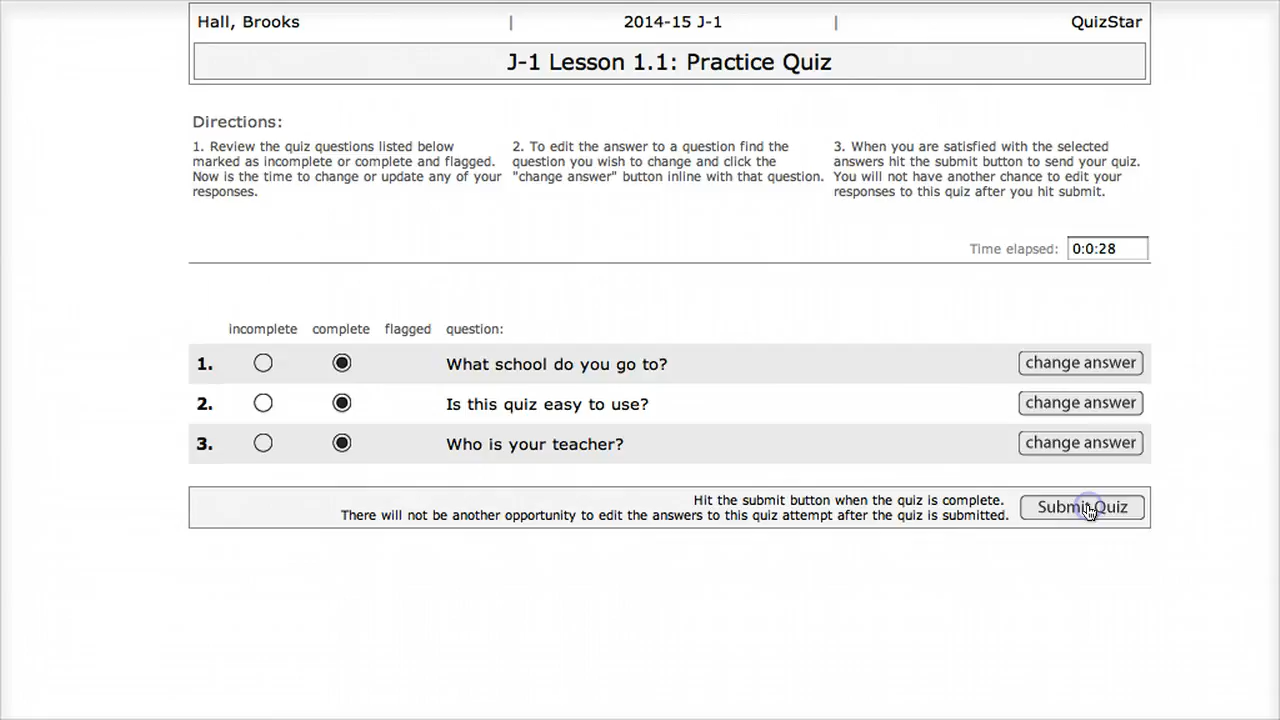 Hall, Brooks | 2014-15 J-1 | QuizStar
J-1 Lesson 1.1: Practice Quiz
Directions:
1. Review the quiz questions listed below
marked as incomplete or complete and flagged.
Now is the time to change or update any of your
responses.
2. To edit the answer to a question find the
question you wish to change and click the
"change answer" button inline with that question.
3. When you are satisfied with the selected
answers hit the submit button to send your quiz.
You will not have another chance to edit your
responses to this quiz after you hit submit.
Time elapsed: 0:0:28
incomplete complete flagged question:
1. What school do you go to? change answer
2. Is this quiz easy to use? change answer
3. Who is your teacher? change answer
Hit the submit button when the quiz is complete.
There will not be another opportunity to edit the answers to this quiz attempt after the quiz is submitted.
Submit Quiz